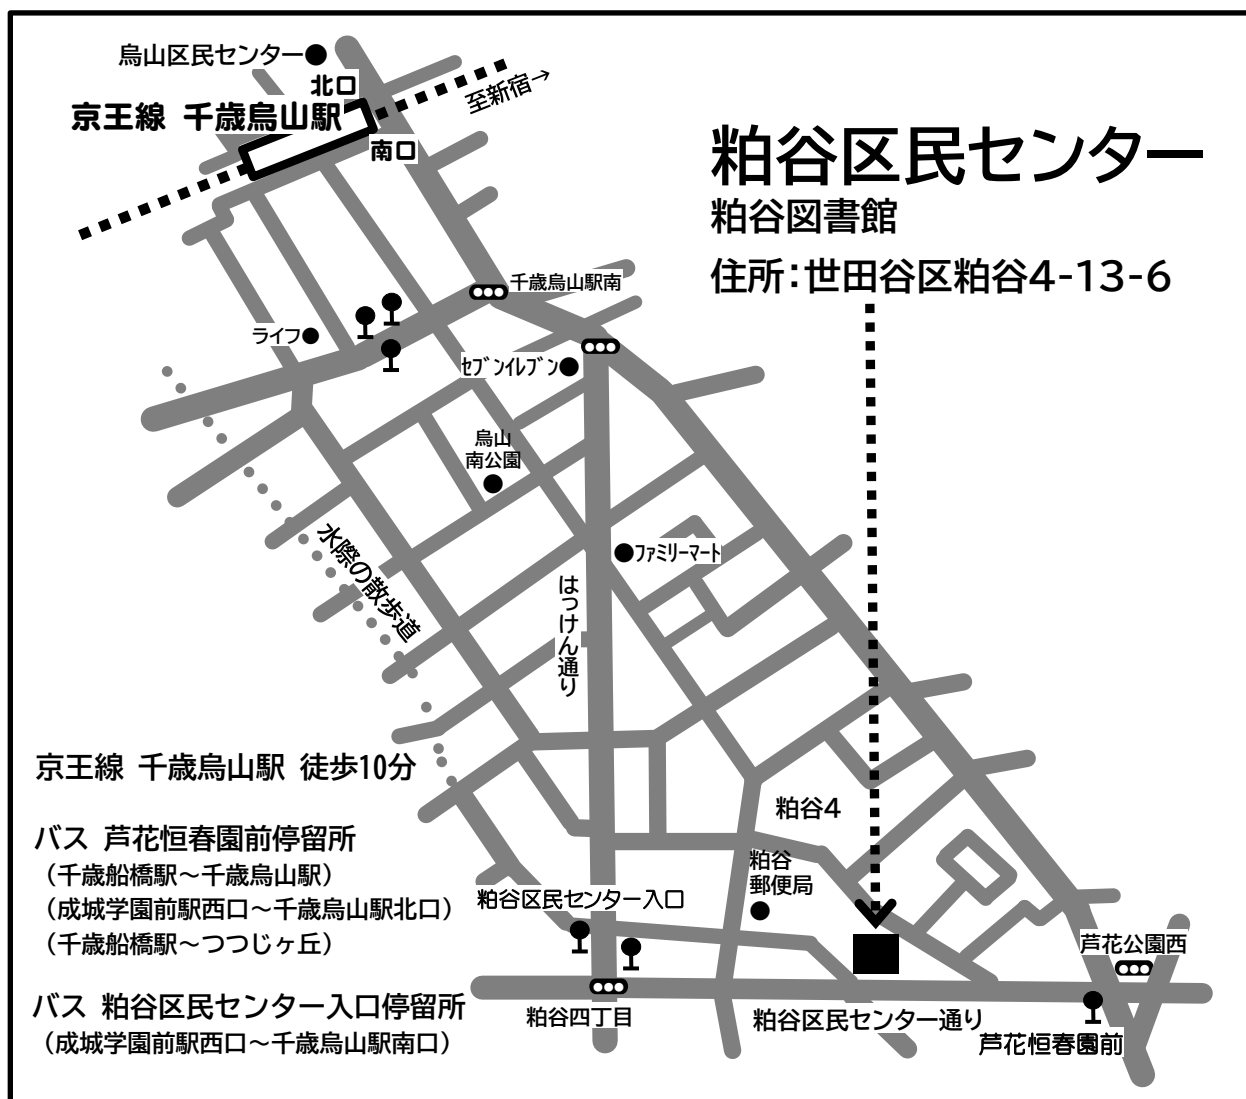 烏山区民センター
北口
至新宿→
京王線 千歳烏山駅
南口
粕谷区民センター
粕谷図書館
住所：世田谷区粕谷4-13-6
千歳烏山駅南
ライフ
セブンイレブン
烏山
南公園
水際の散歩道
ファミリーマート
はっけん通り
京王線 千歳烏山駅 徒歩10分
バス 芦花恒春園前停留所
（千歳船橋駅～千歳烏山駅）
（成城学園前駅西口～千歳烏山駅北口）
（千歳船橋駅～つつじヶ丘）
バス 粕谷区民センター入口停留所
（成城学園前駅西口～千歳烏山駅南口）
粕谷4
粕谷
郵便局
粕谷区民センター入口
芦花公園西
粕谷四丁目
粕谷区民センター通り
芦花恒春園前